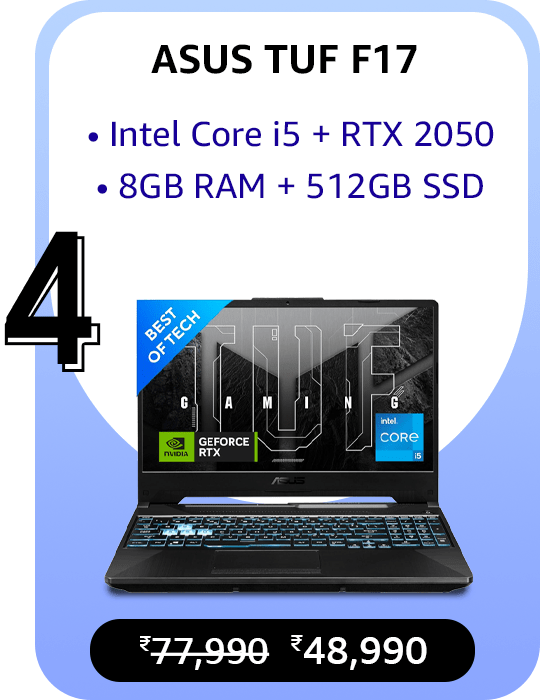 ASUS TUF F17
• Intel Core i5 + RTX 2050
• 8GB RAM + 512GB SSD
4
BEST
OF TECH
TUF
GAMING
intel.
CORE
i5
NVIDIA
GEFORCE
RTX
ASUS
₹77,990 ₹48,990